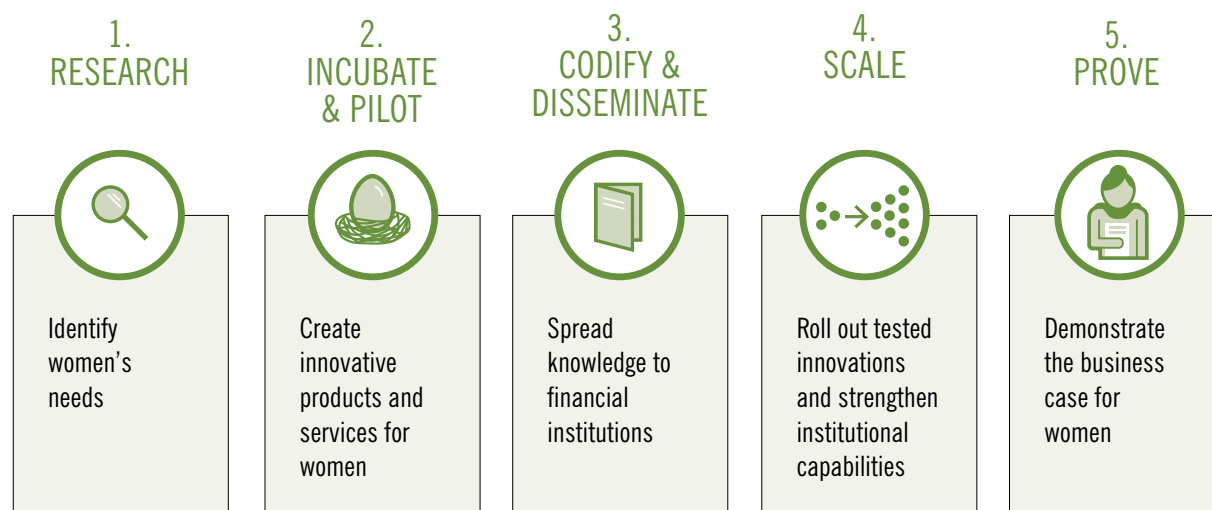 1.
RESEARCH
Identify
women's
needs
2.
INCUBATE
& PILOT
Create
innovative
products and
services for
women
3.
CODIFY &
DISSEMINATE
Spread
knowledge to
financial
institutions
4.
SCALE
Roll out tested
innovations
and strengthen
institutional
capabilities
5.
PROVE
Demonstrate
the business
case for
women